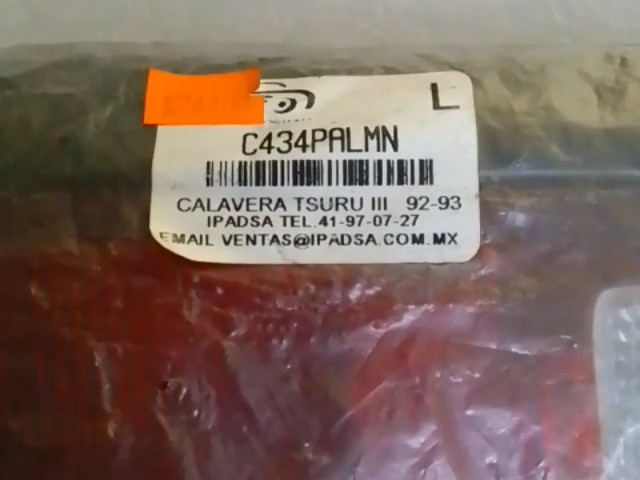 L
C434PALMN
CALAVERA TSURU III 92-93
IPADSA TEL.41-97-07-27
EMAIL VENTAS@IPADSA.COM.MX